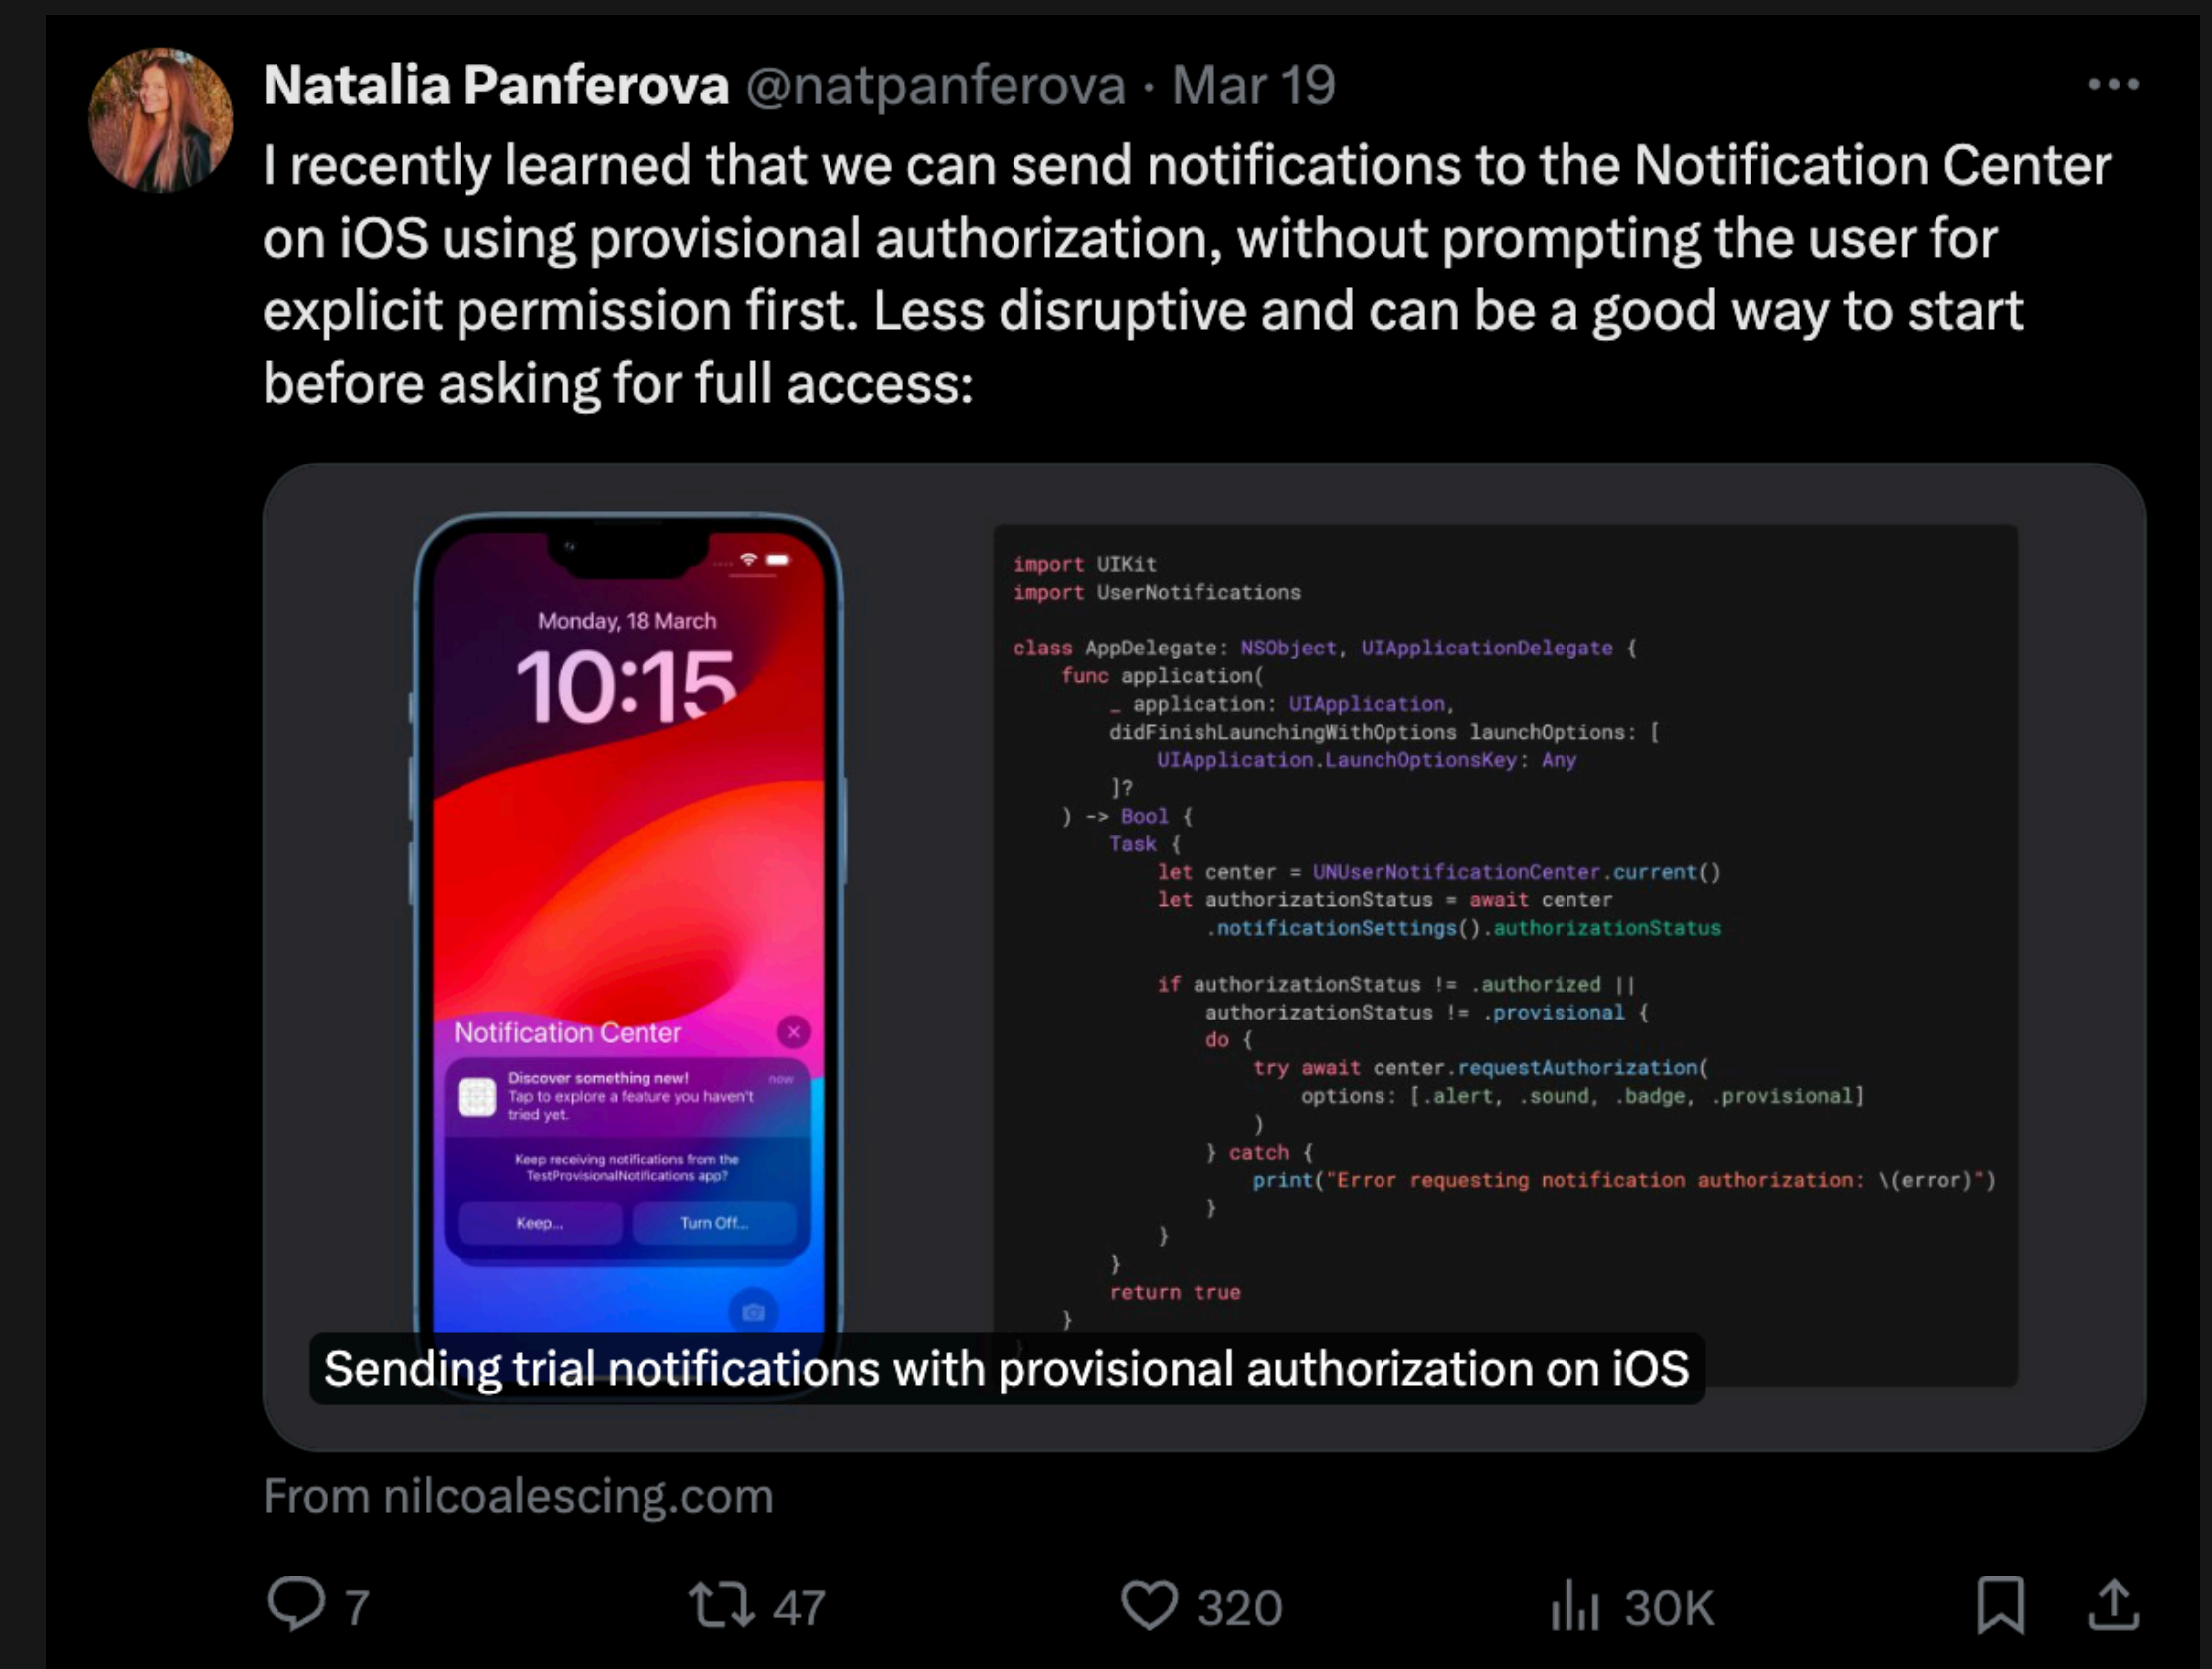 Natalia Panferova @natpanferova · Mar 19
I recently learned that we can send notifications to the Notification Center
on iOS using provisional authorization, without prompting the user for
explicit permission first. Less disruptive and can be a good way to start
before asking for full access:
Monday, 18 March
10:15
Notification Center
Discover something new!
now
Tap to explore a feature you haven't
tried yet.
Keep receiving notifications from the
TestProvisionalNotifications app?
Keep...
Turn Off...
import UIKit
import UserNotifications
class AppDelegate: NSObject, UIApplicationDelegate {
    func application(
        _ application: UIApplication,
        didFinishLaunchingWithOptions launchOptions: [
            UIApplication.LaunchOptionsKey: Any
        ]?
    ) -> Bool {
        Task {
            let center = UNUserNotificationCenter.current()
            let authorizationStatus = await center
                .notificationSettings().authorizationStatus
            if authorizationStatus != .authorized ||
                authorizationStatus != .provisional {
                do {
                    try await center.requestAuthorization(
                        options: [.alert, .sound, .badge, .provisional]
                    )
                } catch {
                    print("Error requesting notification authorization: \(error)")
                }
            }
        }
        return true
    }
}
Sending trial notifications with provisional authorization on iOS
From nilcoalescing.com
7
47
320
30K